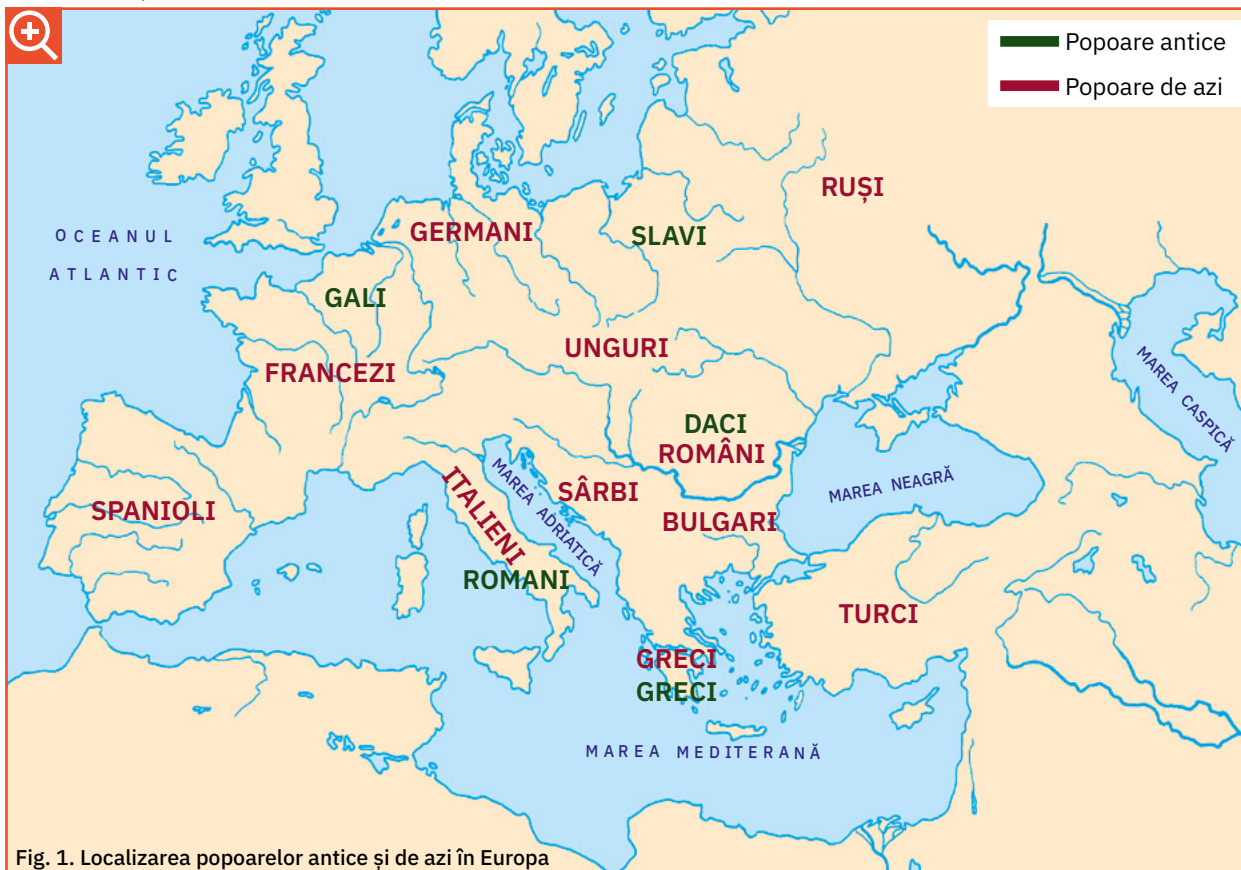 Popoare antice
Popoare de azi
RUȘI
OCEANUL
ATLANTIC
GERMANI
SLAVI
GALI
UNGURI
FRANCEZI
MAREA CASPICĂ
DACI
ROMÂNI
MAREA NEAGRĂ
SPANIOLI
ITALIENI
MAREA ADRIATICĂ
SÂRBI
BULGARI
ROMANI
TURCI
GRECI
GRECI
MAREA MEDITERANĂ
Fig. 1. Localizarea popoarelor antice și de azi în Europa